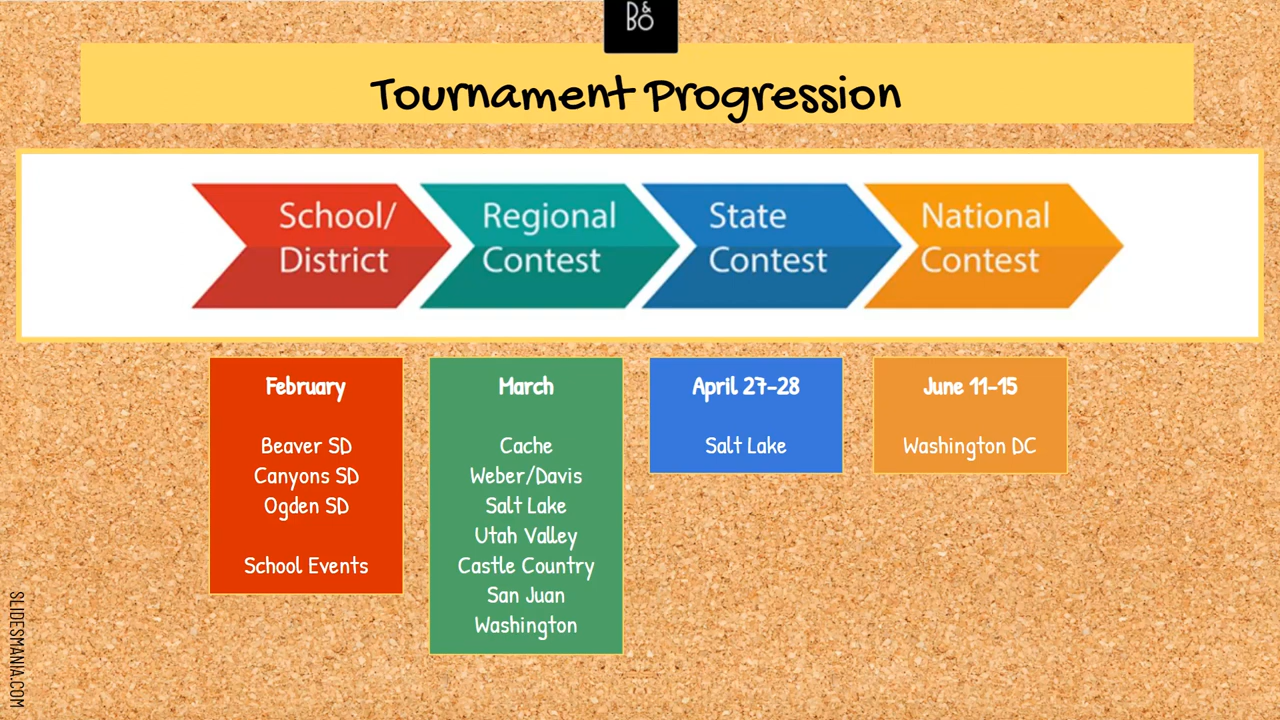 D&
BO
Tournament Progression
School/
District
Regional
Contest
State
Contest
National
Contest
February
Beaver SD
Canyons SD
Ogden SD
School Events
March
Cache
Weber/Davis
Salt Lake
Utah Valley
Castle Country
San Juan
Washington
April 27-28
Salt Lake
June 11-15
Washington DC
SLIDESMANIA.COM